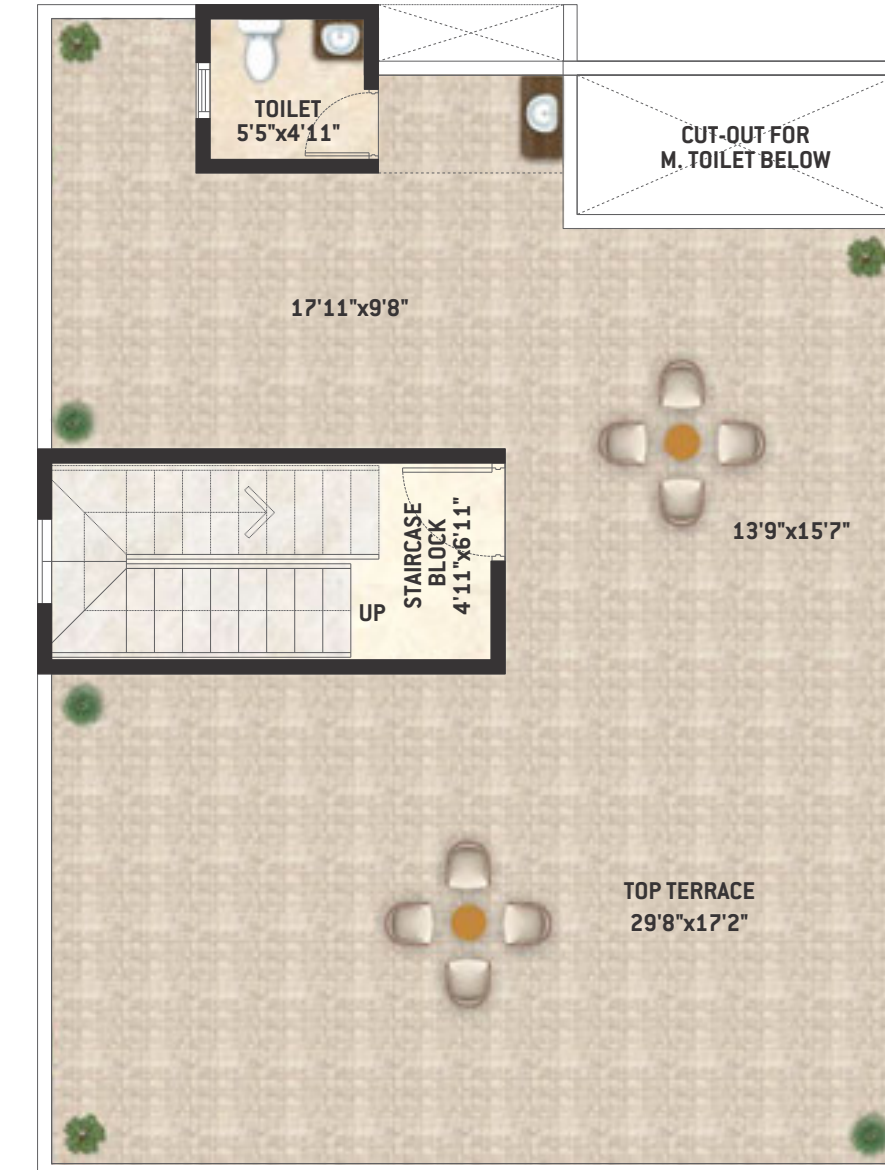 TOILET
5'5"x4'11"
CUT-OUT FOR
M. TOILET BELOW
17'11"x9'8"
STAIRCASE
BLOCK
4'11"x6'11"
UP
13'9"x15'7"
TOP TERRACE
29'8"x17'2"